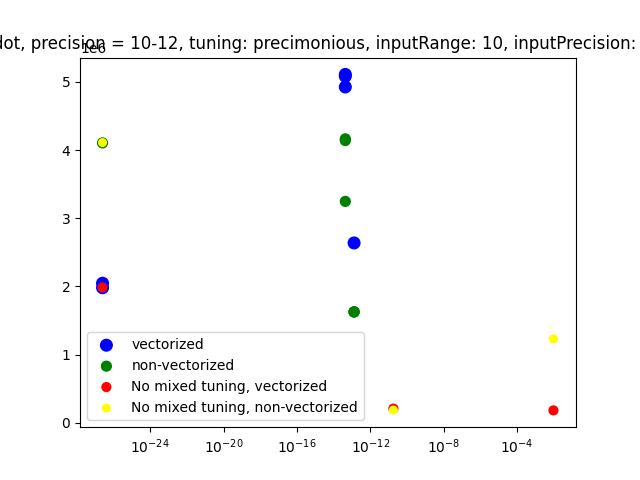 dot, precision = 10-12, tuning: precimonious, inputRange: 10, inputPrecision:
1e6
5
4
3
2
1
0
10⁻²⁴ 10⁻²⁰ 10⁻¹⁶ 10⁻¹² 10⁻⁸ 10⁻⁴
vectorized
non-vectorized
No mixed tuning, vectorized
No mixed tuning, non-vectorized